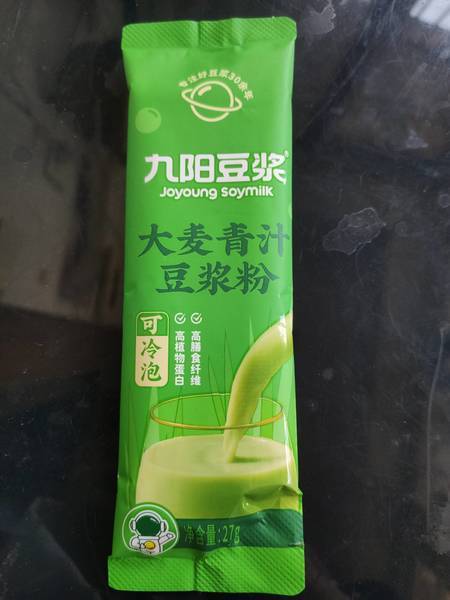 专注好豆浆30余年
九阳豆浆
Joyoung Soymilk
大麦青汁
豆浆粉
可冷泡
高植物蛋白
高膳食纤维
净含量:27g